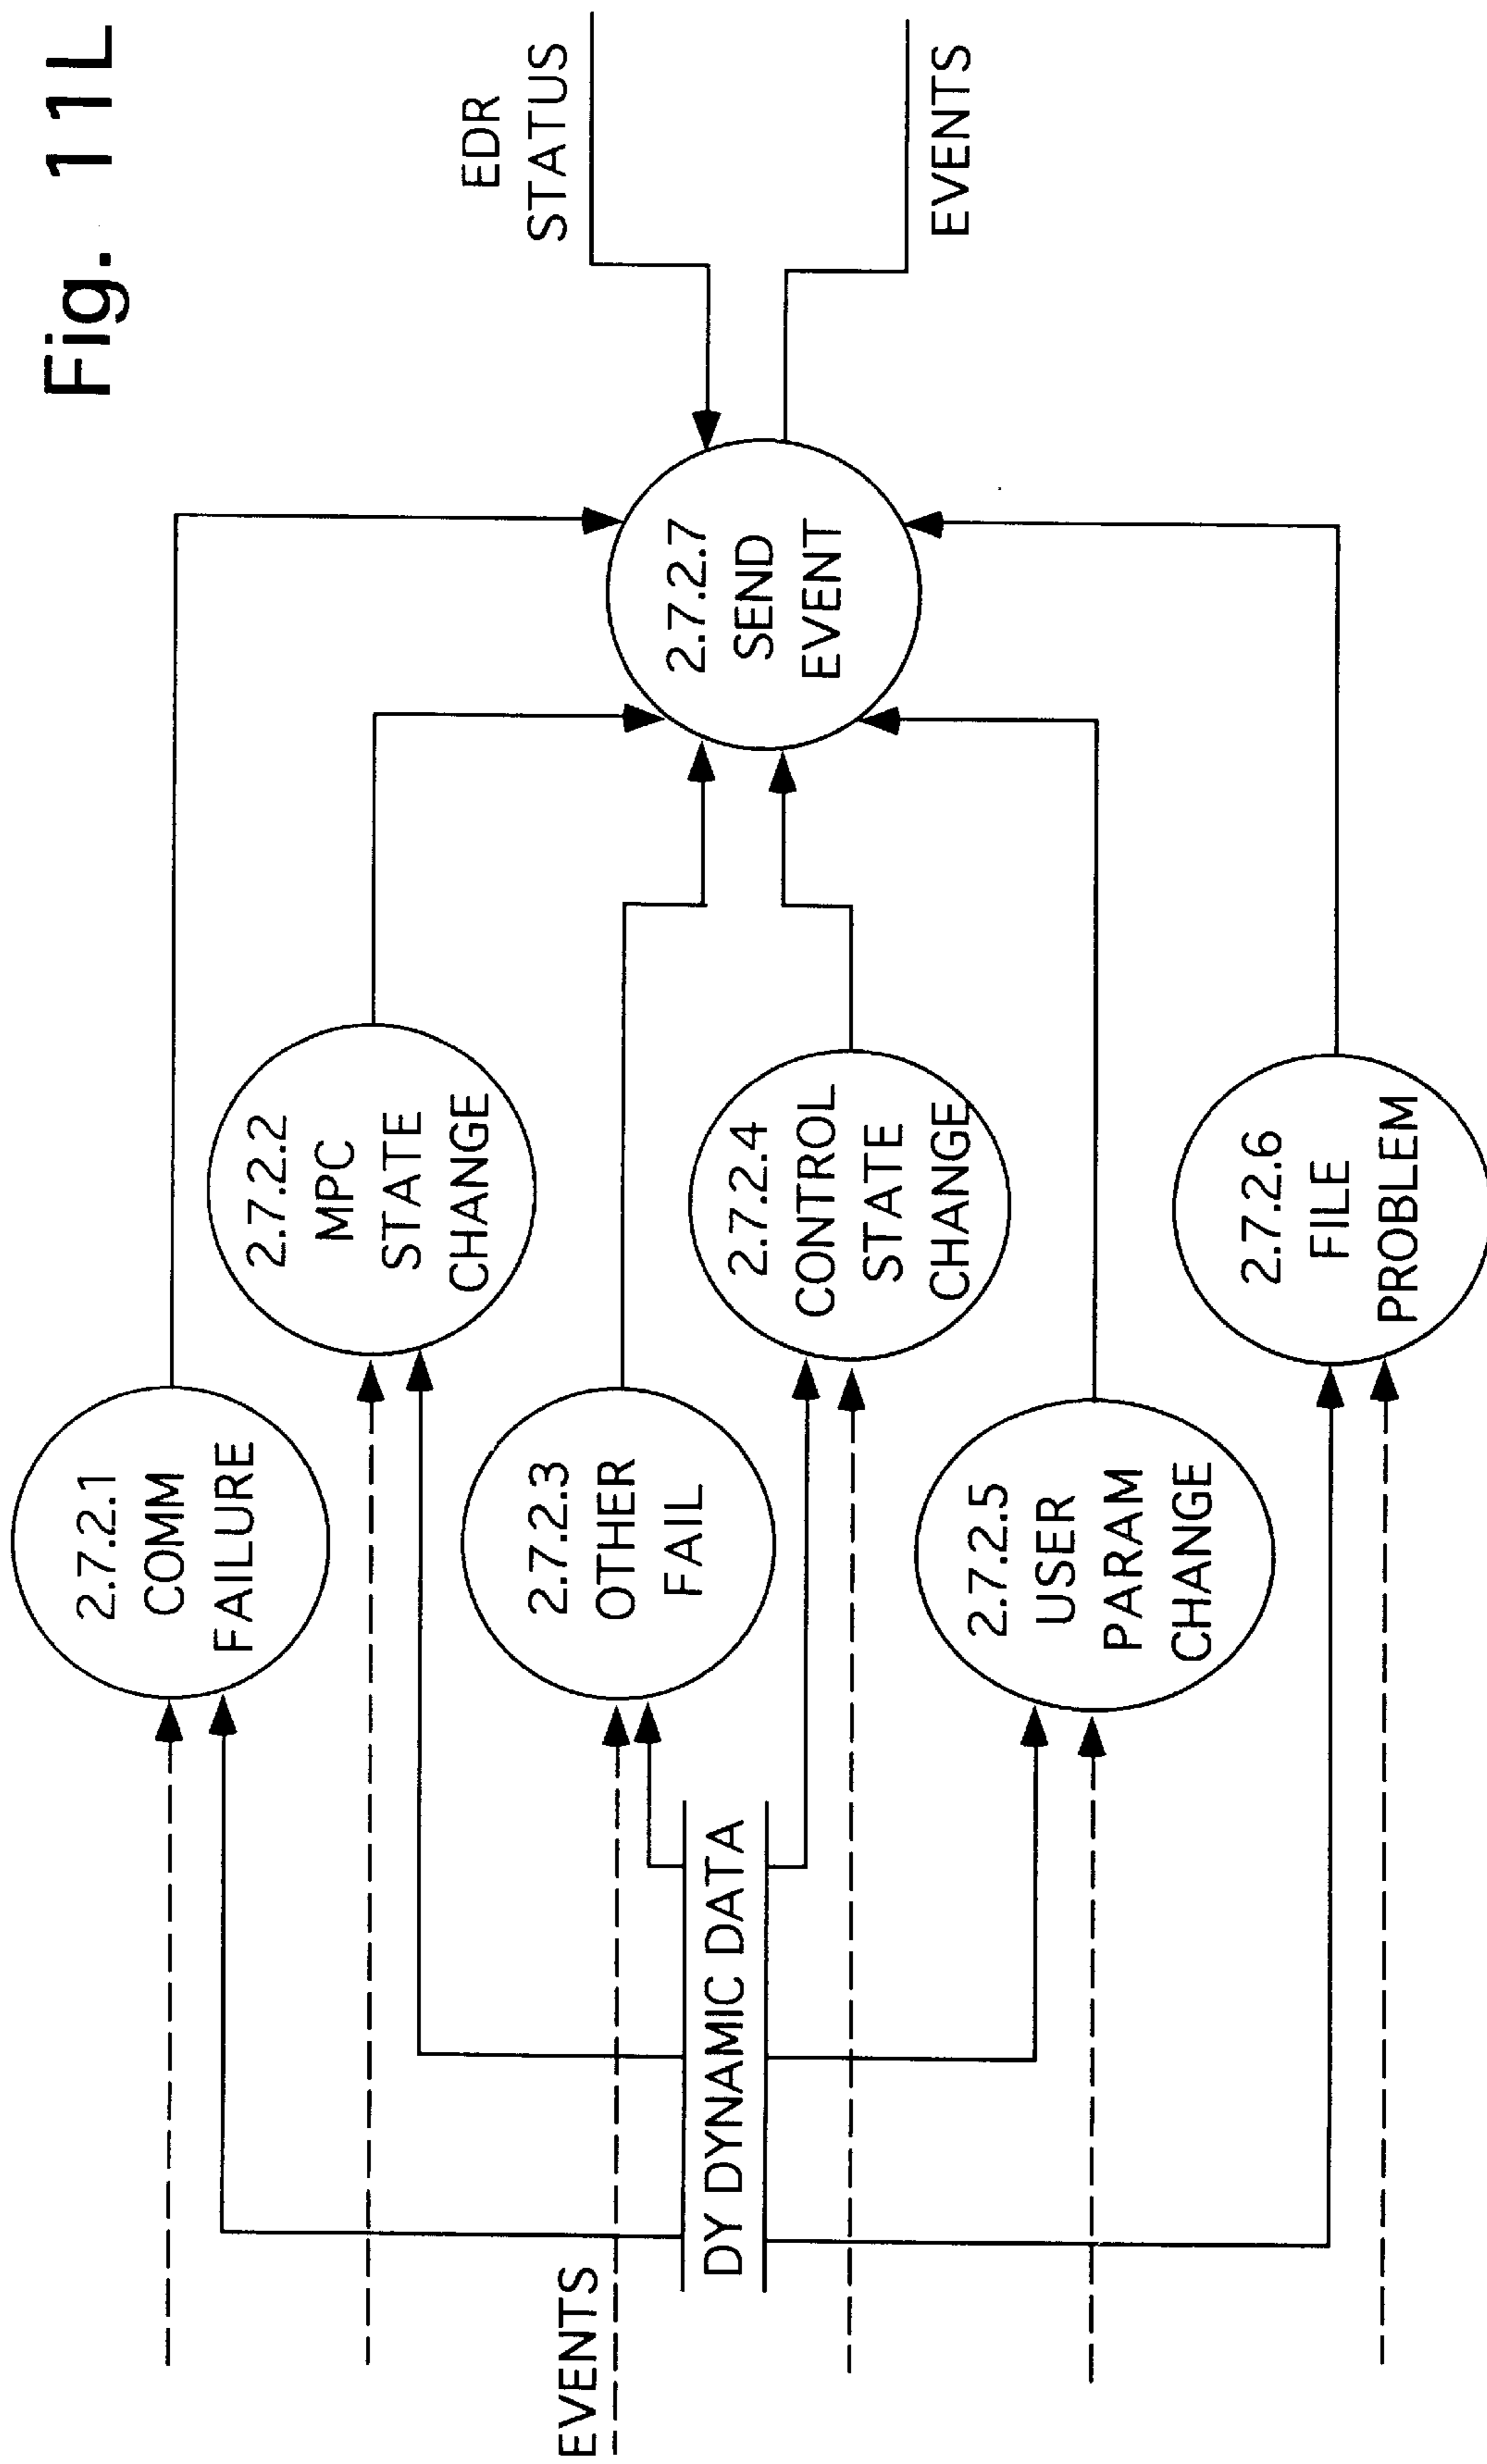 Fig. 11L
EDR
STATUS
EVENTS
2.7.2.7
SEND
EVENT
2.7.2.1
COMM
FAILURE
2.7.2.2
MPC
STATE
CHANGE
2.7.2.3
OTHER
FAIL
2.7.2.4
CONTROL
STATE
CHANGE
2.7.2.5
USER
PARAM
CHANGE
2.7.2.6
FILE
PROBLEM
DY DYNAMIC DATA
EVENTS